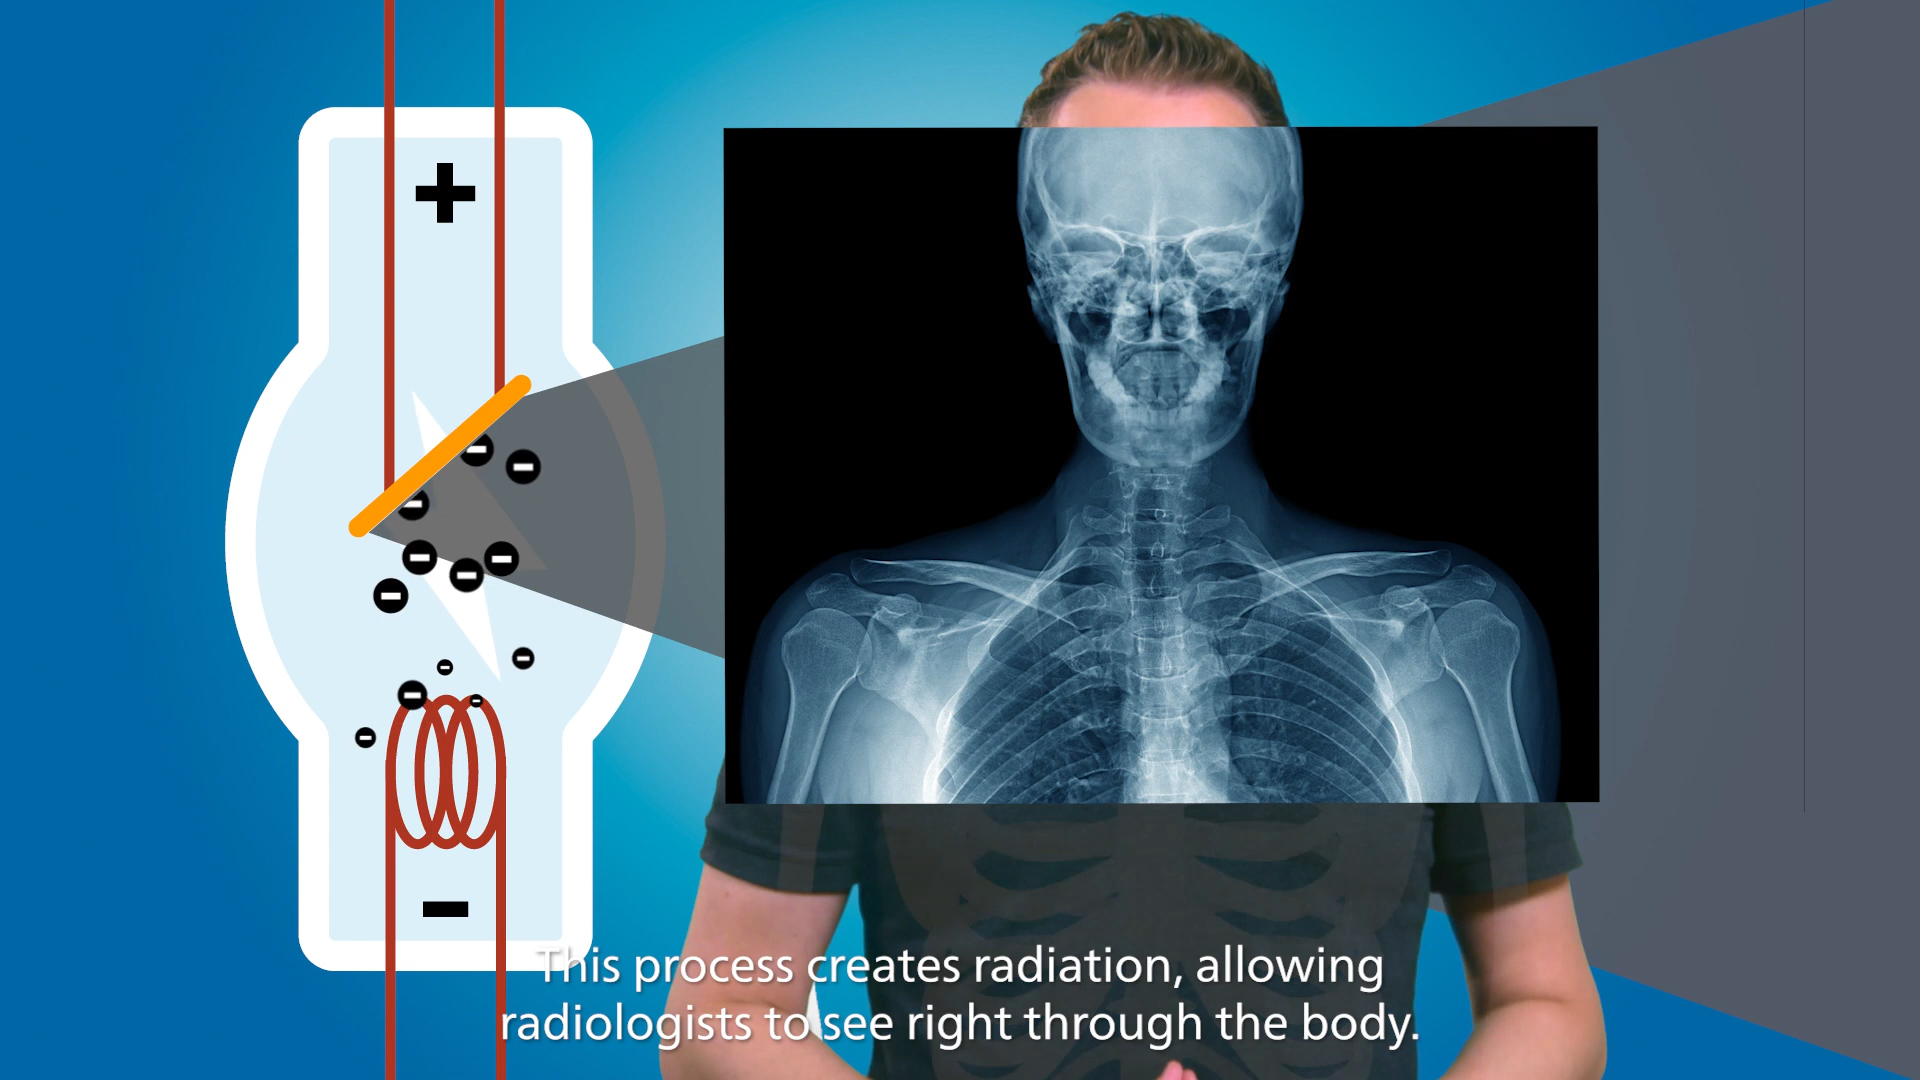 +
-
This process creates radiation, allowing
radiologists to see right through the body.